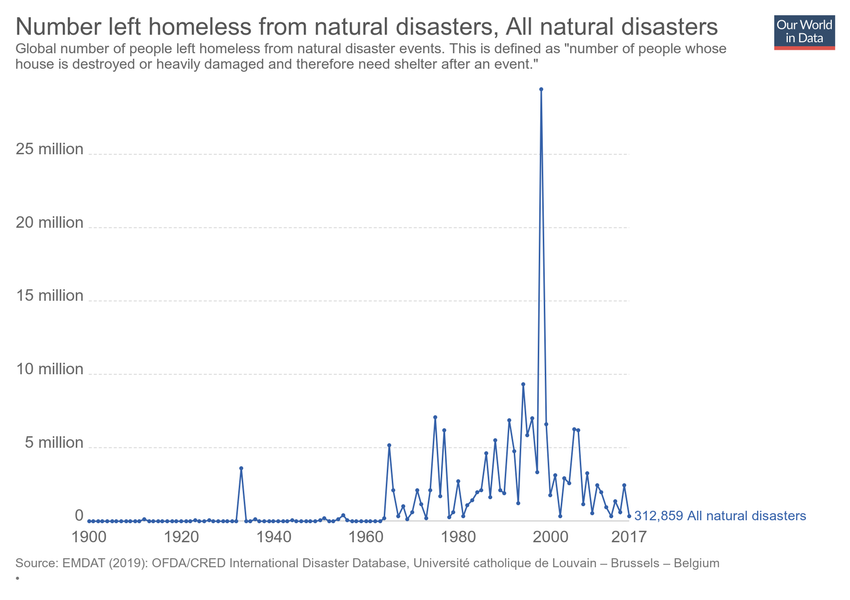 Number left homeless from natural disasters, All natural disasters
Our World
in Data
Global number of people left homeless from natural disaster events. This is defined as "number of people whose
house is destroyed or heavily damaged and therefore need shelter after an event."
25 million
20 million
15 million
10 million
5 million
0
312,859 All natural disasters
1900
1920
1940
1960
1980
2000
2017
Source: EMDAT (2019): OFDA/CRED International Disaster Database, Université catholique de Louvain – Brussels – Belgium
•